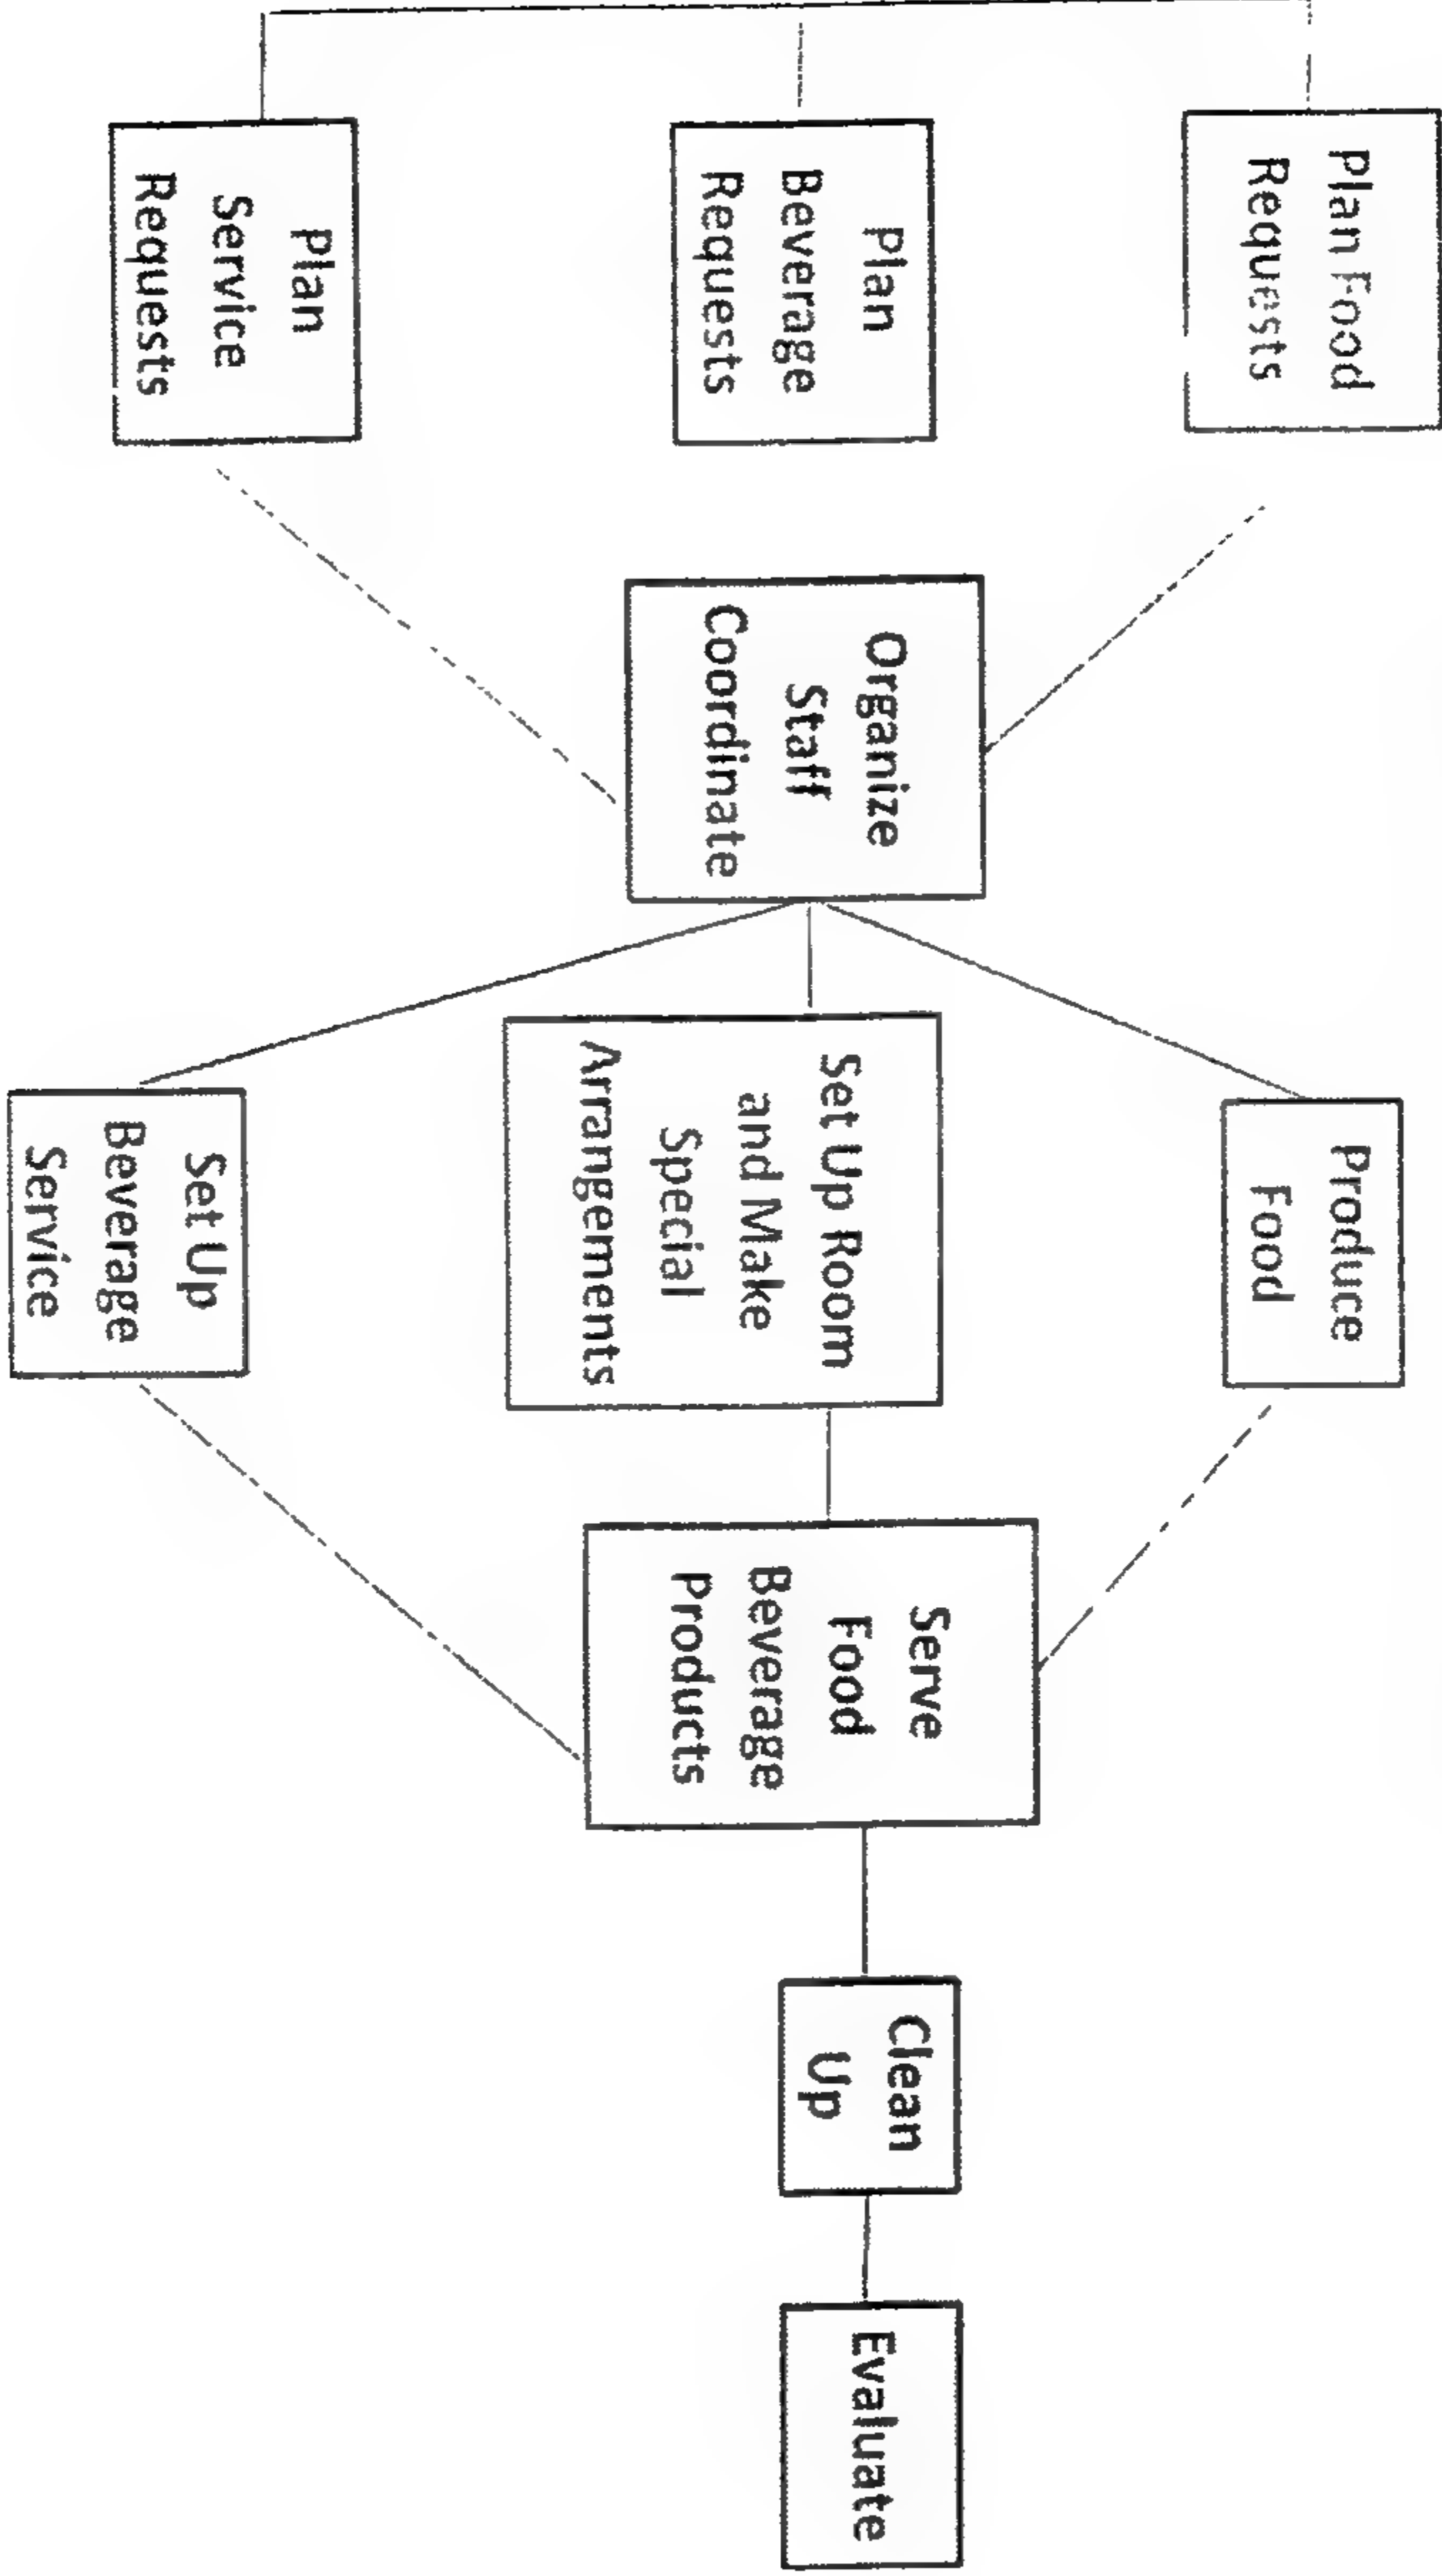 Plan Food
Requests
Plan
Beverage
Requests
Plan
Service
Requests
Organize
Staff
Coordinate
Produce
Food
Set Up Room
and Make
Special
Arrangements
Set Up
Beverage
Service
Serve
Food
Beverage
Products
Clean
Up
Evaluate